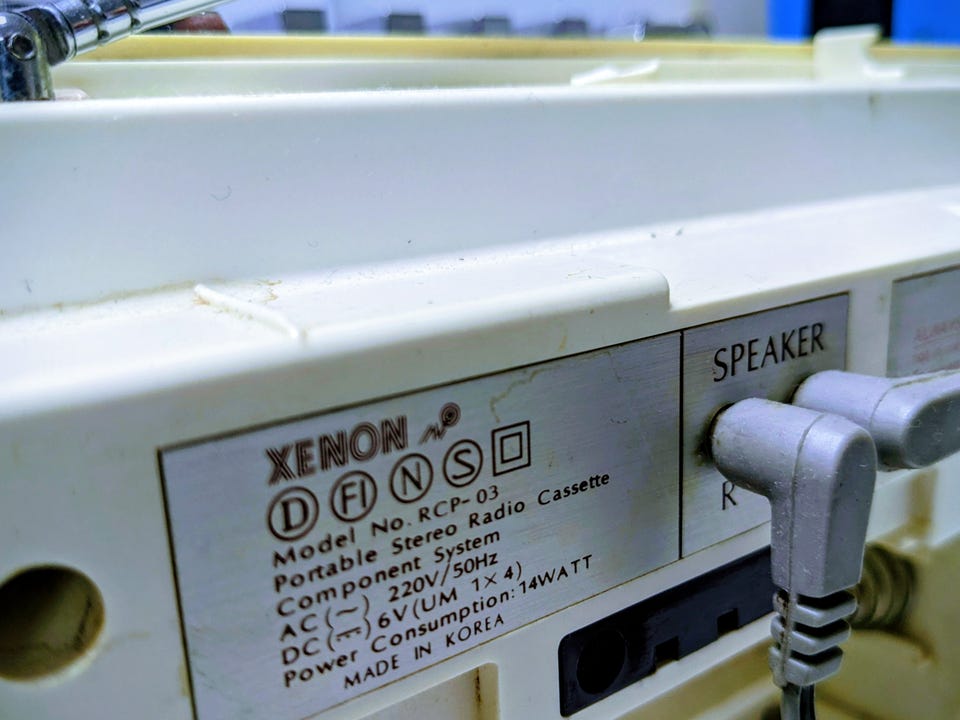 XENON
D FI N S
Model No. RCP-03
Portable Stereo Radio Cassette
Component System
AC(~) 220V/50Hz
DC(⎓)6V(UM 1×4)
Power Consumption:14WATT
MADE IN KOREA
SPEAKER
R
ALWAYS